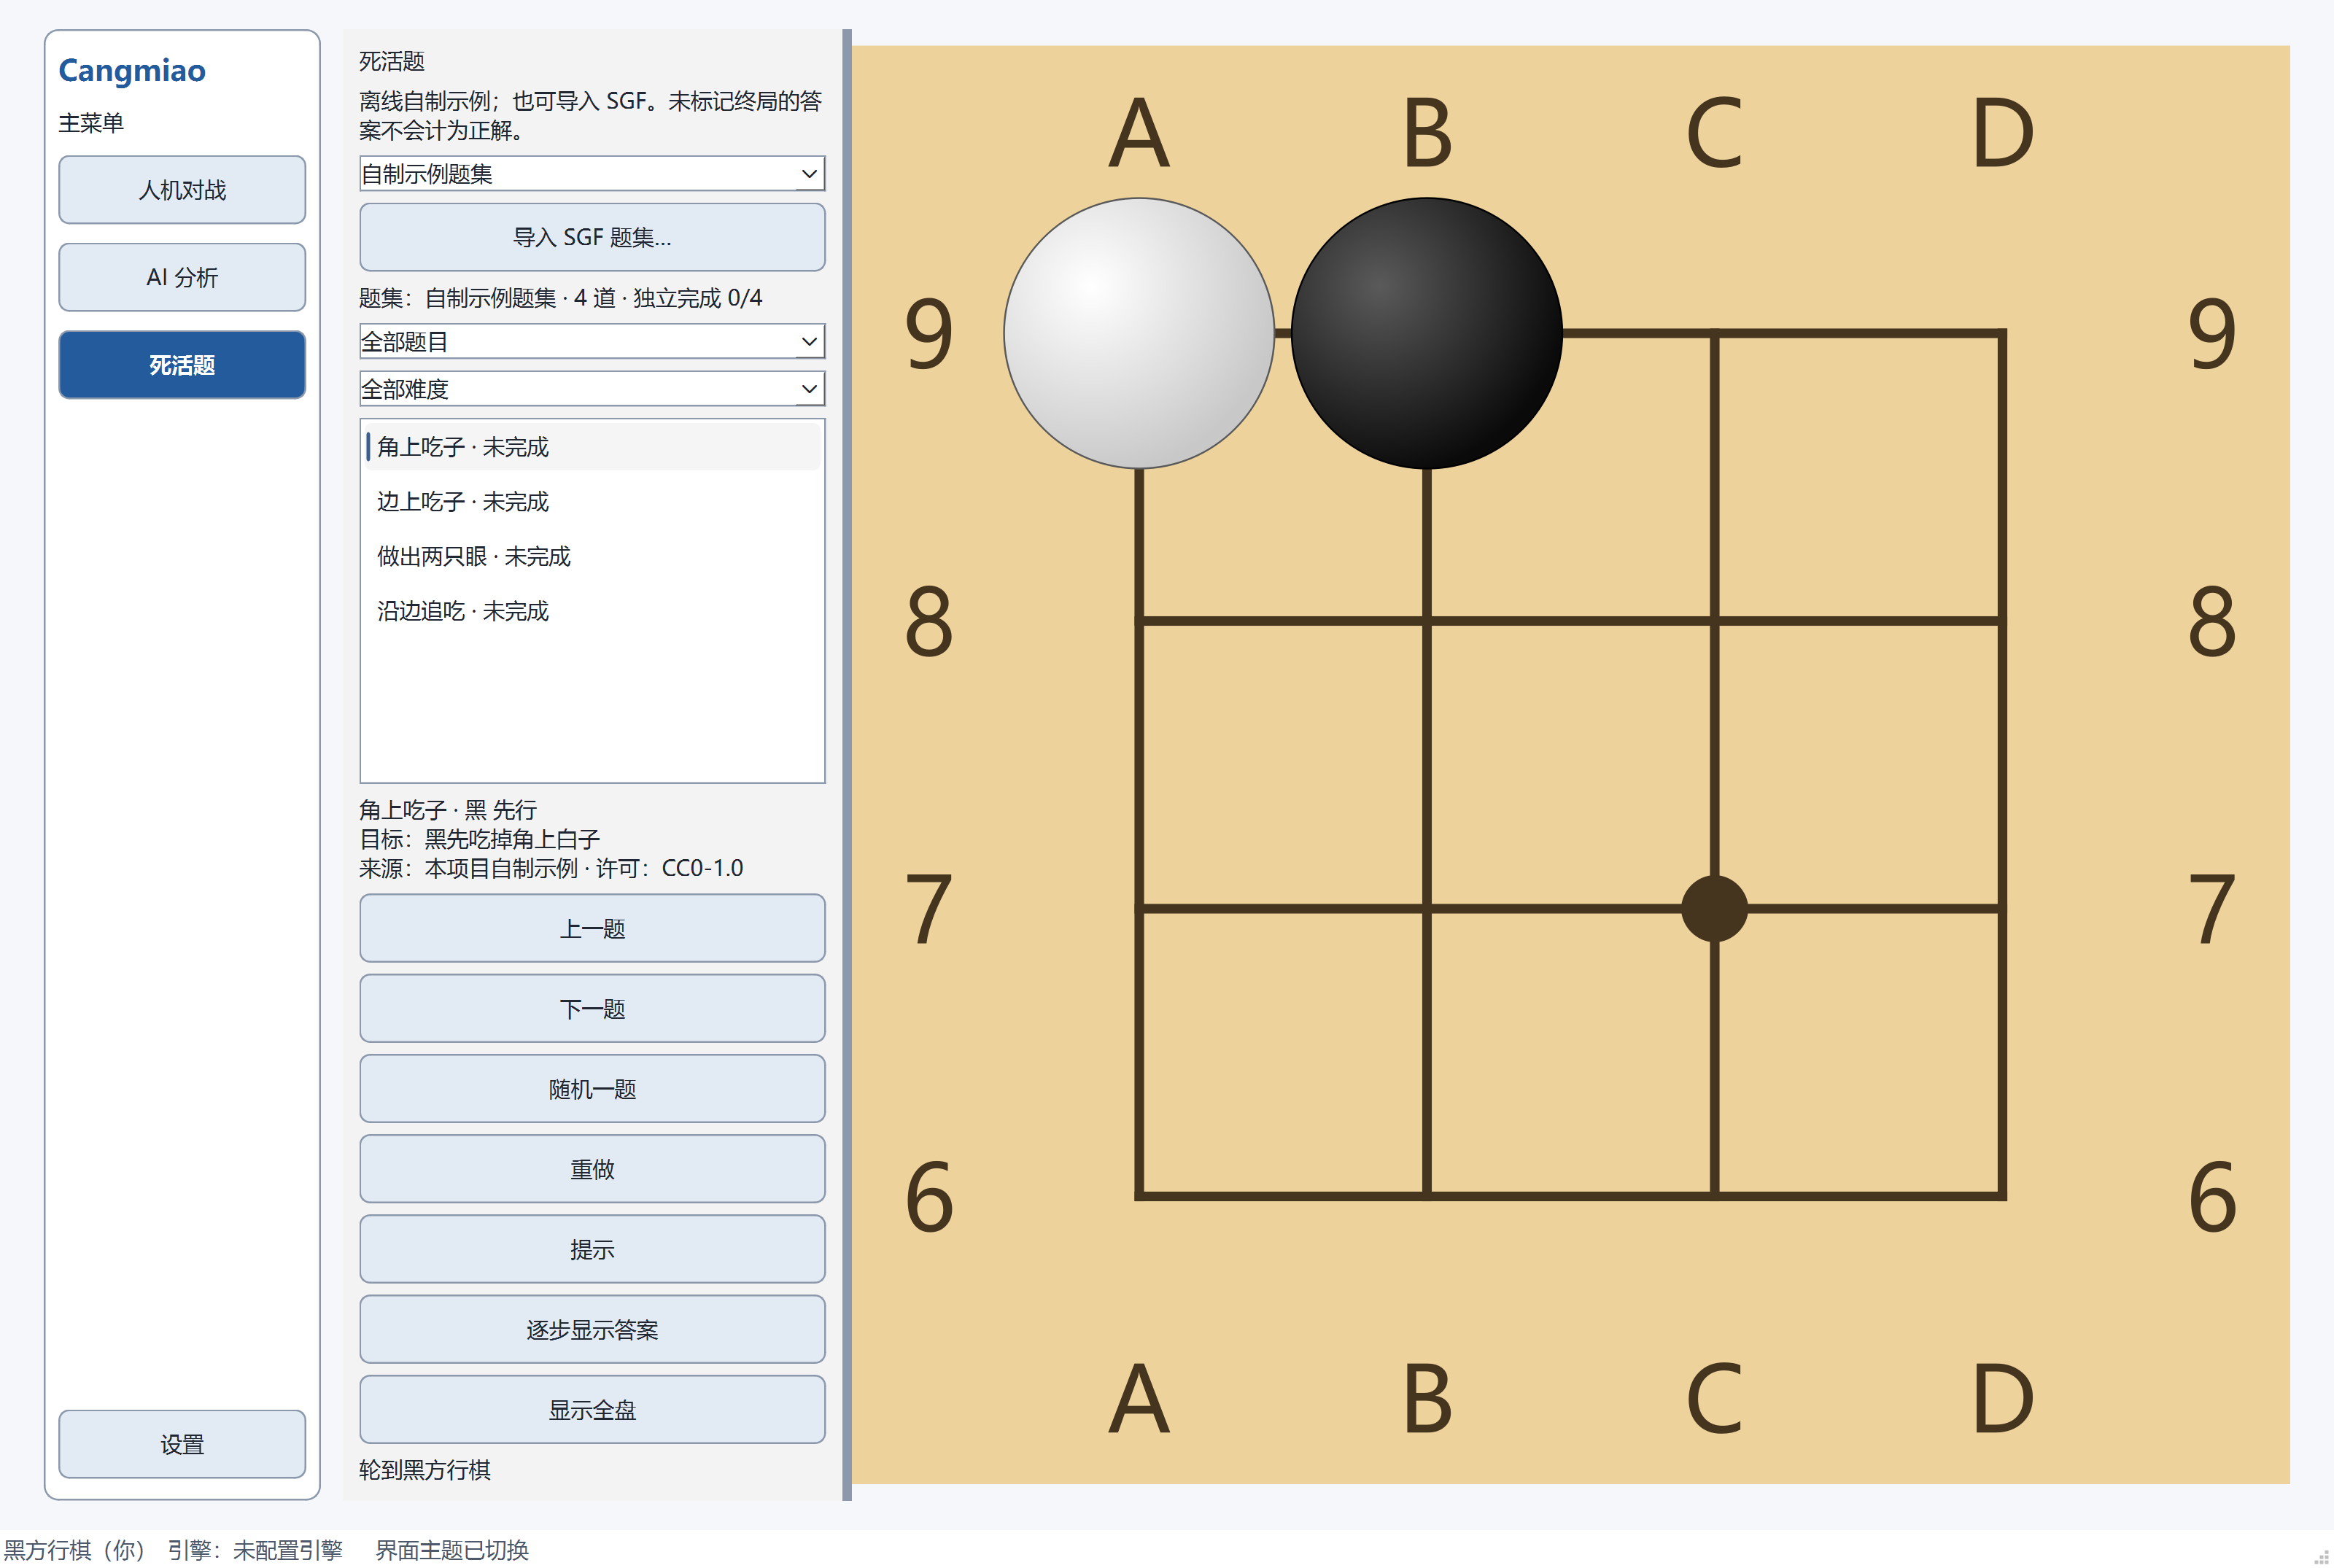 Cangmiao
主菜单
人机对战
AI 分析
死活题
设置
死活题
离线自制示例；也可导入 SGF。未标记终局的答
案不会计为正解。
自制示例题集
导入 SGF 题集...
题集：自制示例题集 · 4 道 · 独立完成 0/4
全部题目
全部难度
角上吃子 · 未完成
边上吃子 · 未完成
做出两只眼 · 未完成
沿边追吃 · 未完成
角上吃子 · 黑 先行
目标：黑先吃掉角上白子
来源：本项目自制示例 · 许可：CC0-1.0
上一题
下一题
随机一题
重做
提示
逐步显示答案
显示全盘
轮到黑方行棋
A B C D
9 9
8 8
7 7
6 6
A B C D
黑方行棋（你） 引擎：未配置引擎 界面主题已切换